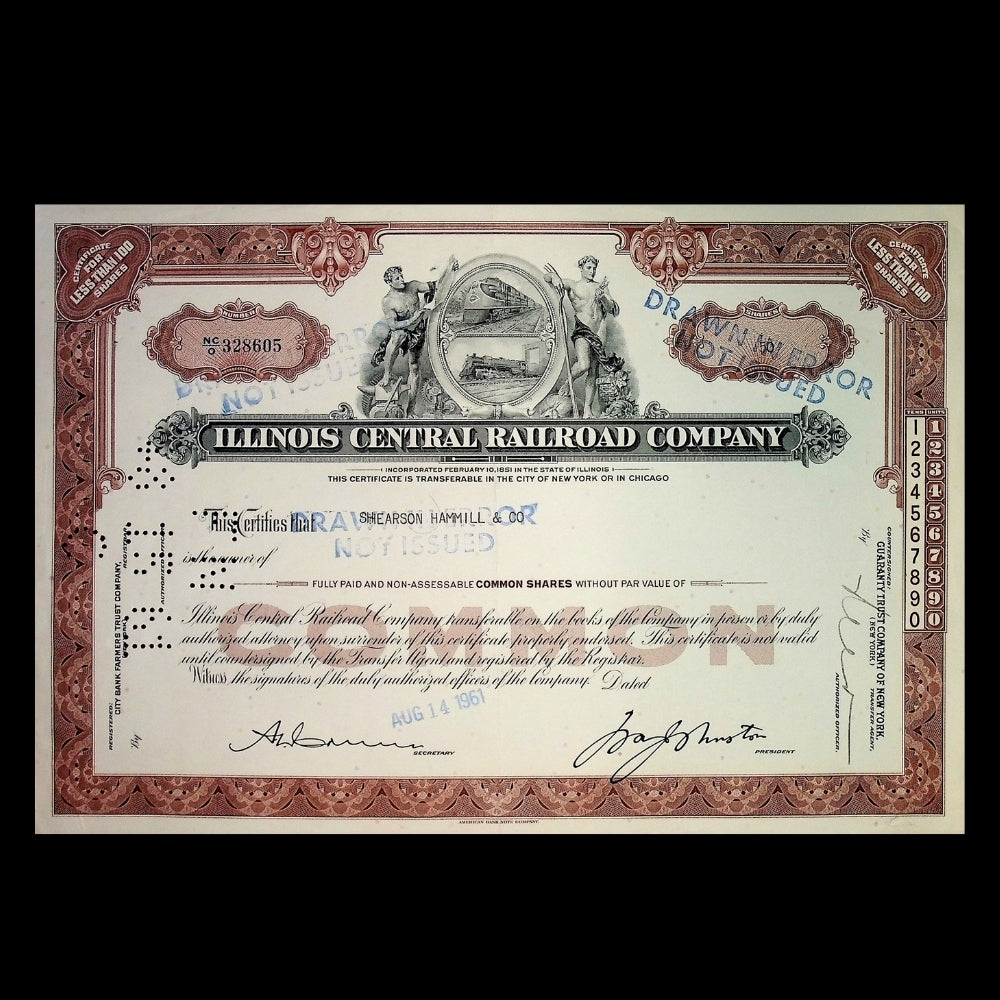 CERTIFICATE
FOR
LESS THAN 100
SHARES
CERTIFICATE
FOR
LESS THAN 100
SHARES
NUMBER
NC
O 328605
SHARES
DRAWN IN ERROR
NOT ISSUED
DRAWN IN ERROR
NOT ISSUED
ILLINOIS CENTRAL RAILROAD COMPANY
INCORPORATED FEBRUARY 10, 1851 IN THE STATE OF ILLINOIS
THIS CERTIFICATE IS TRANSFERABLE IN THE CITY OF NEW YORK OR IN CHICAGO
This Certifies that SHEARSON HAMMILL & CO
DRAWN IN ERROR
NOT ISSUED
is the owner of
FULLY PAID AND NON-ASSESSABLE COMMON SHARES WITHOUT PAR VALUE OF
COMMON
Illinois Central Railroad Company transferable on the books of the Company in person or by duly
authorized attorney upon surrender of this certificate properly endorsed. This certificate is not valid
until countersigned by the Transfer Agent and registered by the Registrar.
Witness the signatures of the duly authorized officers of the Company. Dated
AUG 14 1961
SECRETARY
Way Johnston
PRESIDENT
TENS UNITS
1 1
2 2
3 3
4 4
5 5
6 6
7 7
8 8
9 9
0 0
REGISTERED:
CITY BANK FARMERS TRUST COMPANY,
REGISTRAR
By
AUTHORIZED OFFICER
COUNTERSIGNED:
GUARANTY TRUST COMPANY OF NEW YORK,
(NEW YORK)
TRANSFER AGENT,
By
AUTHORIZED OFFICER.
AMERICAN BANK NOTE COMPANY.